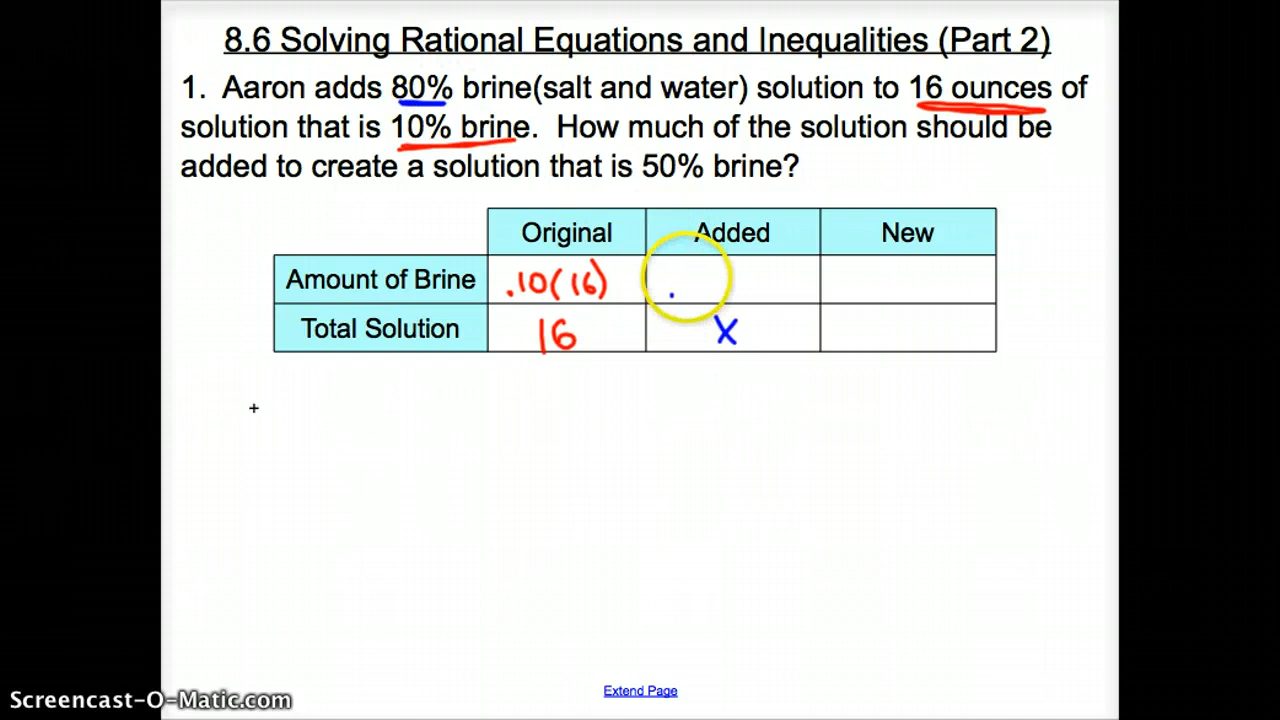 8.6 Solving Rational Equations and Inequalities (Part 2)
1. Aaron adds 80% brine(salt and water) solution to 16 ounces of
solution that is 10% brine. How much of the solution should be
added to create a solution that is 50% brine?
Original Added New
Amount of Brine .10(16) .
Total Solution 16 X
Extend Page
Screencast-O-Matic.com